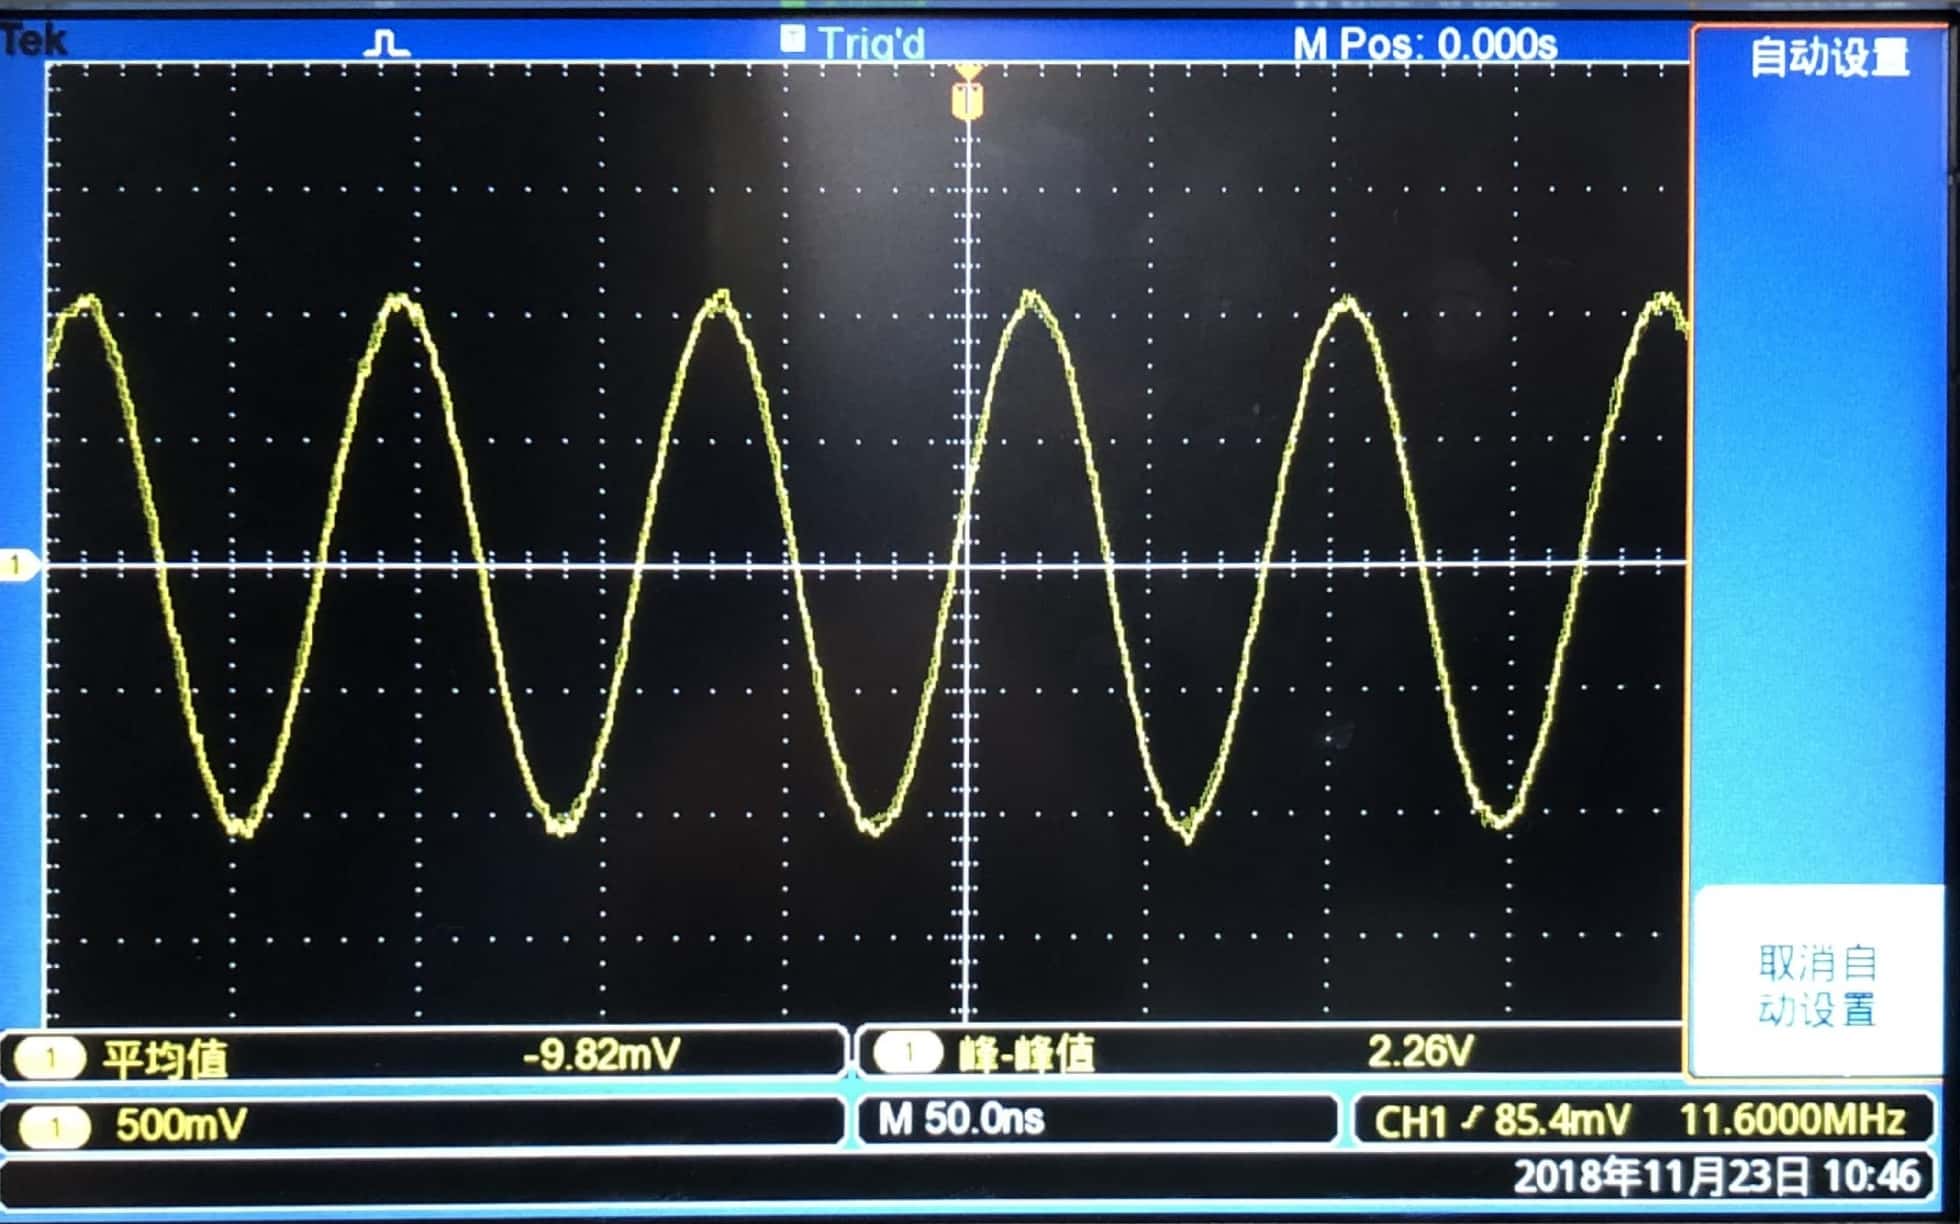 Tek
T Trig'd
M Pos: 0.000s
自动设置
T
1
取消自
动设置
1 平均值 -9.82mV
1 峰-峰值 2.26V
1 500mV
M 50.0ns
CH1 85.4mV 11.6000MHz
2018年11月23日 10:46